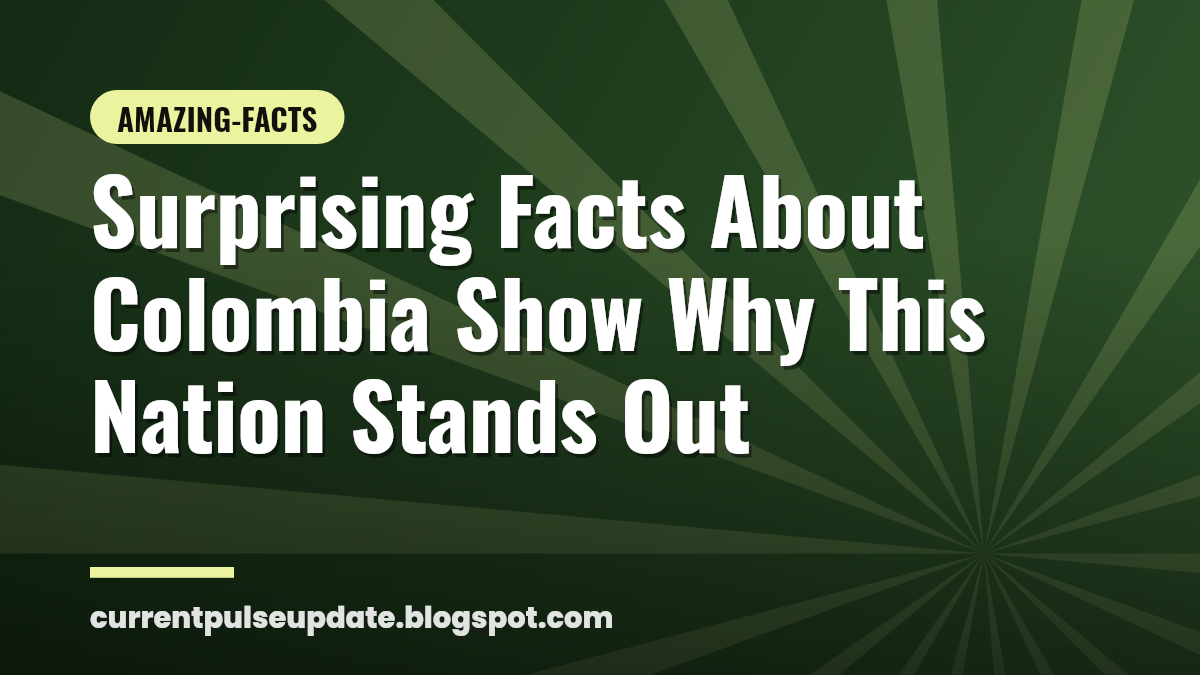 AMAZING-FACTS
Surprising Facts About
Colombia Show Why This
Nation Stands Out
currentpulseupdate.blogspot.com